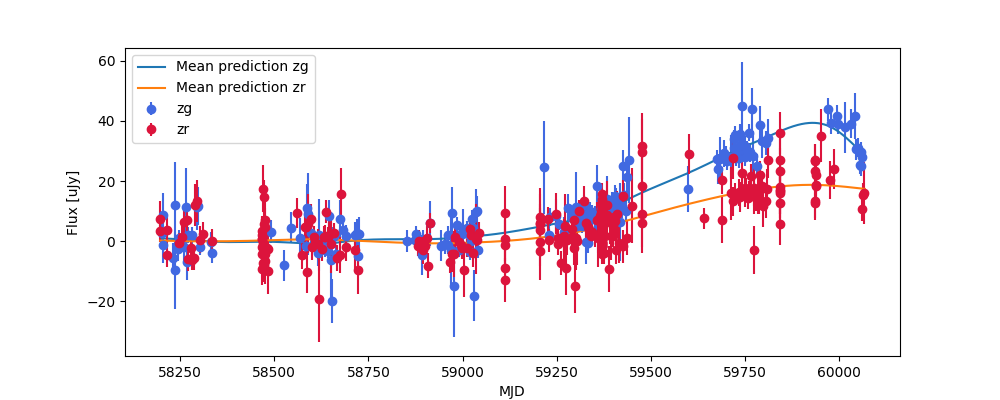 Mean prediction zg
Mean prediction zr
zg
zr
Flux [uJy]
60
40
20
0
−20
58250
58500
58750
59000
59250
59500
59750
60000
MJD